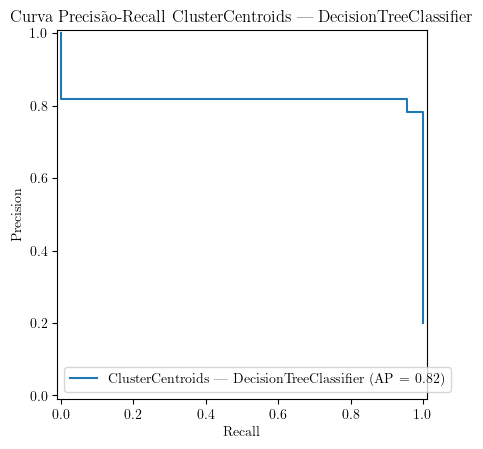 Curva Precisão-Recall ClusterCentroids — DecisionTreeClassifier
1.0
0.8
0.6
0.4
0.2
0.0
Precision
ClusterCentroids — DecisionTreeClassifier (AP = 0.82)
0.0 0.2 0.4 0.6 0.8 1.0
Recall